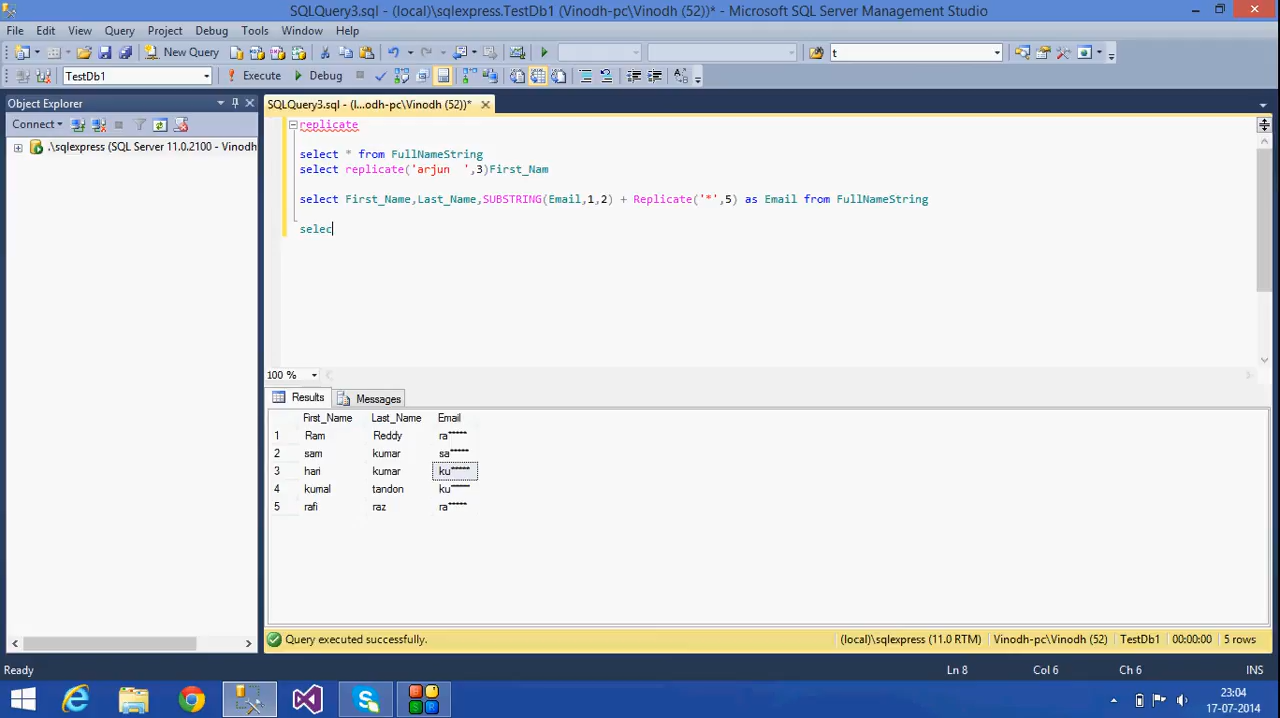 SQLQuery3.sql - (local)\sqlexpress.TestDb1 (Vinodh-pc\Vinodh (52))* - Microsoft SQL Server Management Studio
File Edit View Query Project Debug Tools Window Help
New Query t
TestDb1 Execute Debug
Object Explorer
Connect
.\sqlexpress (SQL Server 11.0.2100 - Vinodh
SQLQuery3.sql - (l...odh-pc\Vinodh (52))*
replicate
select * from FullNameString
select replicate('arjun  ',3)First_Nam
select First_Name,Last_Name,SUBSTRING(Email,1,2) + Replicate('*',5) as Email from FullNameString
selec
100 %
Results Messages
First_Name Last_Name Email
1 Ram Reddy ra*****
2 sam kumar sa*****
3 hari kumar ku*****
4 kumal tandon ku*****
5 rafi raz ra*****
Query executed successfully. (local)\sqlexpress (11.0 RTM) Vinodh-pc\Vinodh (52) TestDb1 00:00:00 5 rows
Ready Ln 8 Col 6 Ch 6 INS
23:04
17-07-2014